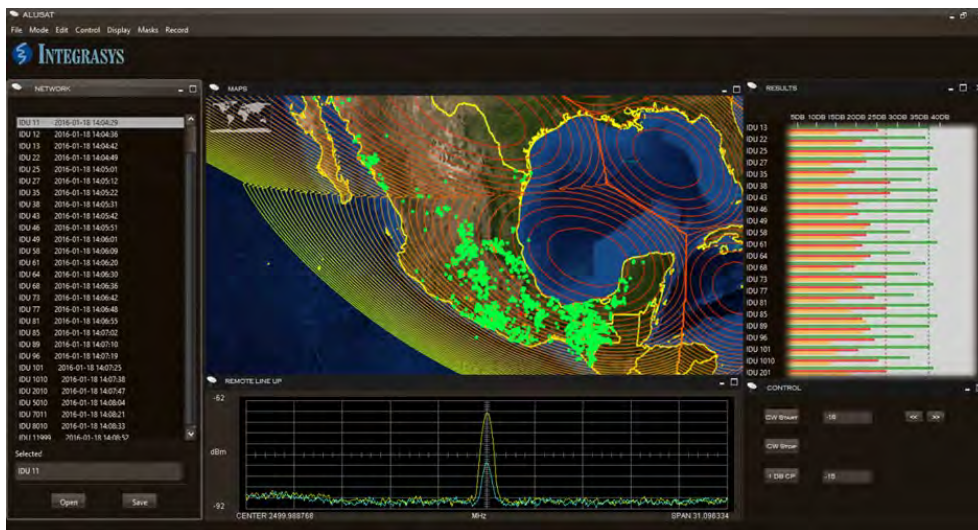 ALUSAT
File Mode Edit Control Display Masks Record
INTEGRASYS
NETWORK
IDU 11 2016-01-18 14:04:29
IDU 12 2016-01-18 14:04:36
IDU 13 2016-01-18 14:04:42
IDU 22 2016-01-18 14:04:49
IDU 25 2016-01-18 14:05:01
IDU 27 2016-01-18 14:05:12
IDU 35 2016-01-18 14:05:22
IDU 38 2016-01-18 14:05:31
IDU 43 2016-01-18 14:05:42
IDU 46 2016-01-18 14:05:51
IDU 49 2016-01-18 14:06:01
IDU 58 2016-01-18 14:06:09
IDU 61 2016-01-18 14:06:20
IDU 64 2016-01-18 14:06:30
IDU 68 2016-01-18 14:06:36
IDU 73 2016-01-18 14:06:42
IDU 77 2016-01-18 14:06:48
IDU 81 2016-01-18 14:06:55
IDU 85 2016-01-18 14:07:02
IDU 89 2016-01-18 14:07:10
IDU 96 2016-01-18 14:07:19
IDU 101 2016-01-18 14:07:25
IDU 1010 2016-01-18 14:07:38
IDU 2010 2016-01-18 14:07:47
IDU 5010 2016-01-18 14:08:04
IDU 7011 2016-01-18 14:08:21
IDU 8010 2016-01-18 14:08:33
IDU 11999 2016-01-18 14:08:52
Selected
IDU 11
Open Save
MAPS
REMOTE LINE UP
-62
dBm
-92
CENTER 2499.988768 MHz SPAN 31.098334
RESULTS
5DB 10DB 15DB 20DB 25DB 30DB 35DB 40DB
IDU 13
IDU 22
IDU 25
IDU 27
IDU 35
IDU 38
IDU 43
IDU 46
IDU 49
IDU 58
IDU 61
IDU 64
IDU 68
IDU 73
IDU 77
IDU 81
IDU 85
IDU 89
IDU 96
IDU 101
IDU 1010
IDU 201
CONTROL
CW << >>
CW
1 DB CP -15